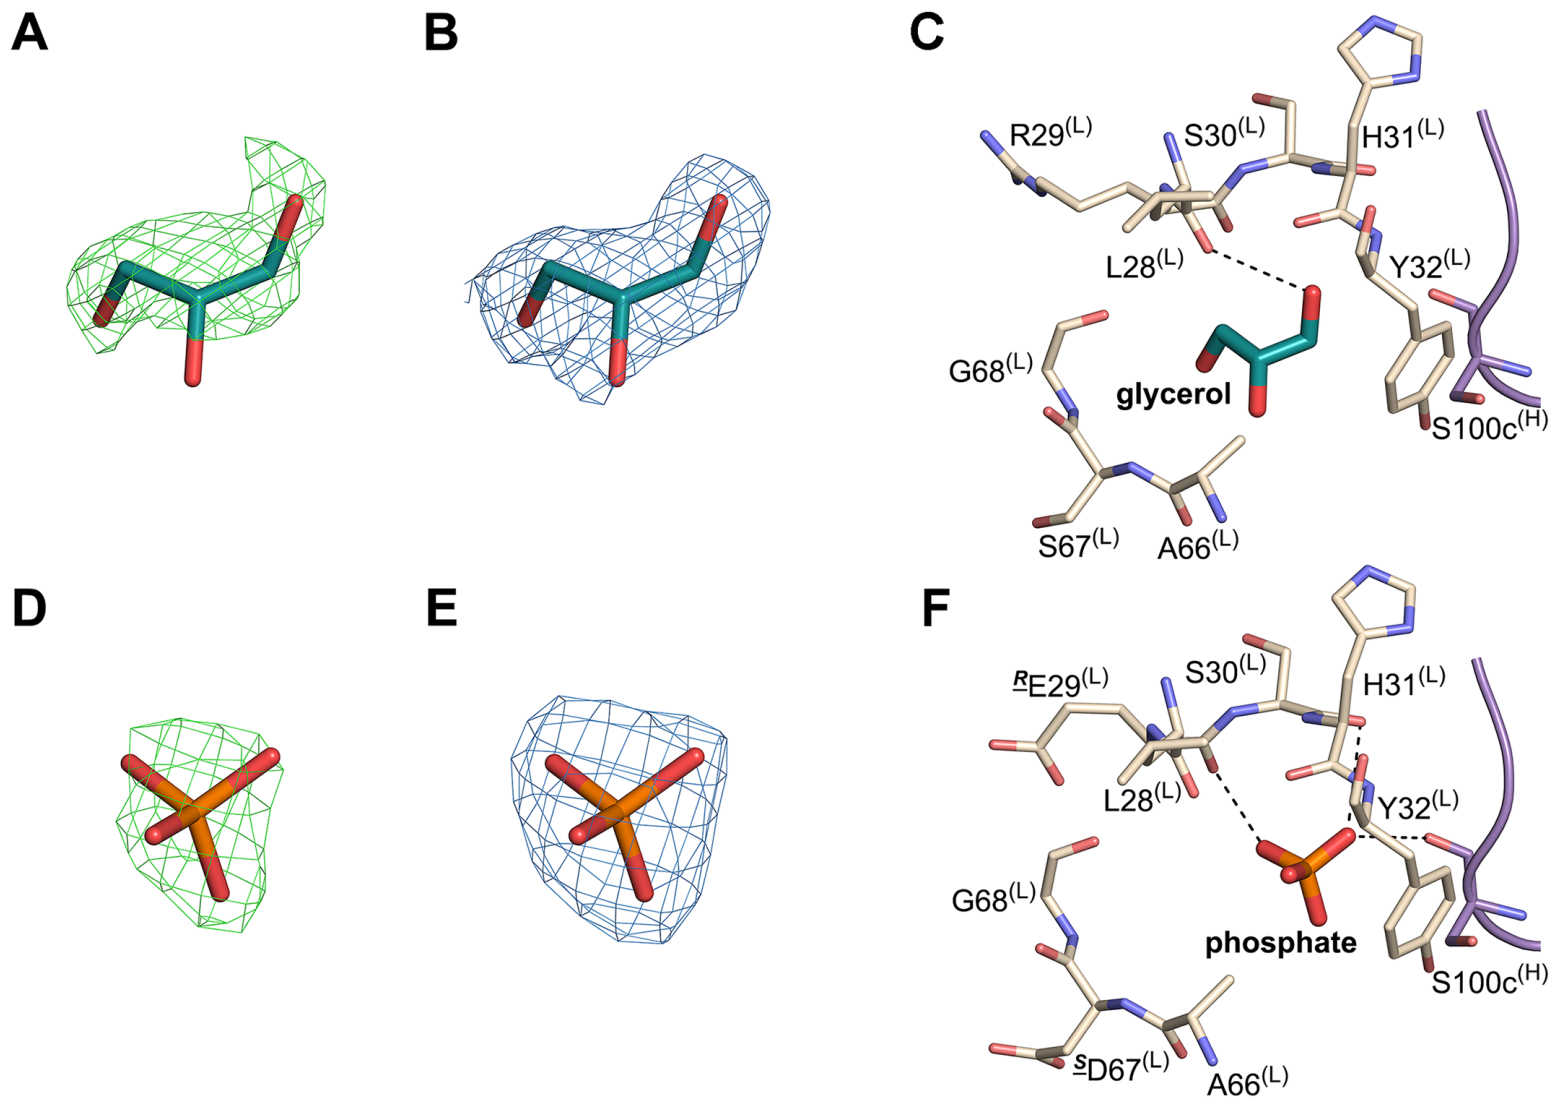 A
B
C
R29(L)
S30(L)
H31(L)
L28(L)
Y32(L)
G68(L)
glycerol
S100c(H)
S67(L)
A66(L)
D
E
F
RE29(L)
S30(L)
H31(L)
L28(L)
Y32(L)
G68(L)
phosphate
S100c(H)
SD67(L)
A66(L)